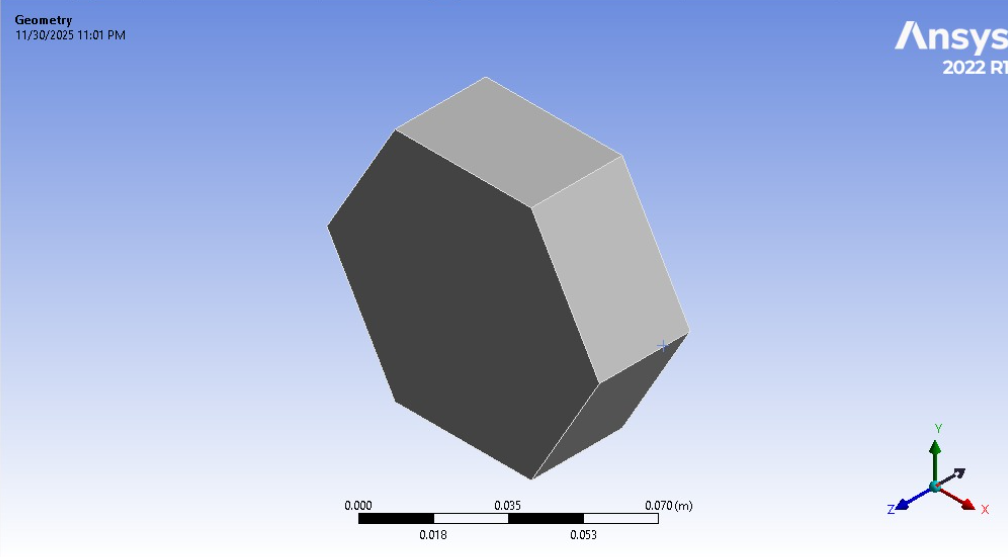 Geometry
11/30/2025 11:01 PM
Ansys
2022 R1
Y
Z
X
0.000 0.035 0.070 (m)
0.018 0.053